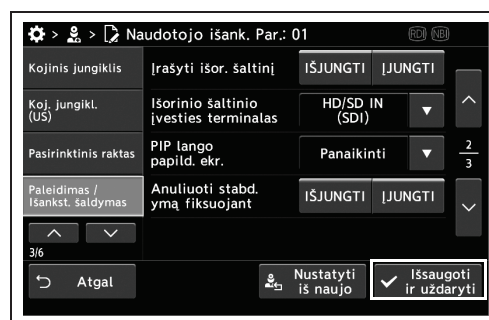 > > Naudotojo išank. Par.: 01 RDI NBI
Kojinis jungiklis
Įrašyti išor. šaltinį
IŠJUNGTI ĮJUNGTI
Koj. jungikl.
(US)
Išorinio šaltinio
įvesties terminalas
HD/SD IN
(SDI)
Pasirinktinis raktas
PIP lango
papild. ekr.
Panaikinti
2
3
Paleidimas /
Išankst. šaldymas
Anuliuoti stabd.
ymą fiksuojant
IŠJUNGTI ĮJUNGTI
3/6
Atgal
Nustatyti
iš naujo
Išsaugoti
ir uždaryti